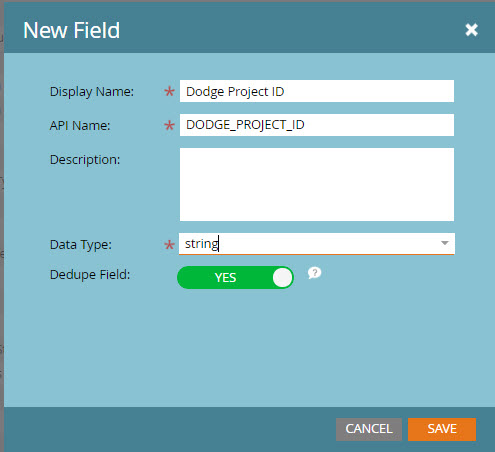 New Field
Display Name: * Dodge Project ID
API Name: * DODGE_PROJECT_ID
Description:
Data Type: * string
Dedupe Field: YES ?
CANCEL SAVE